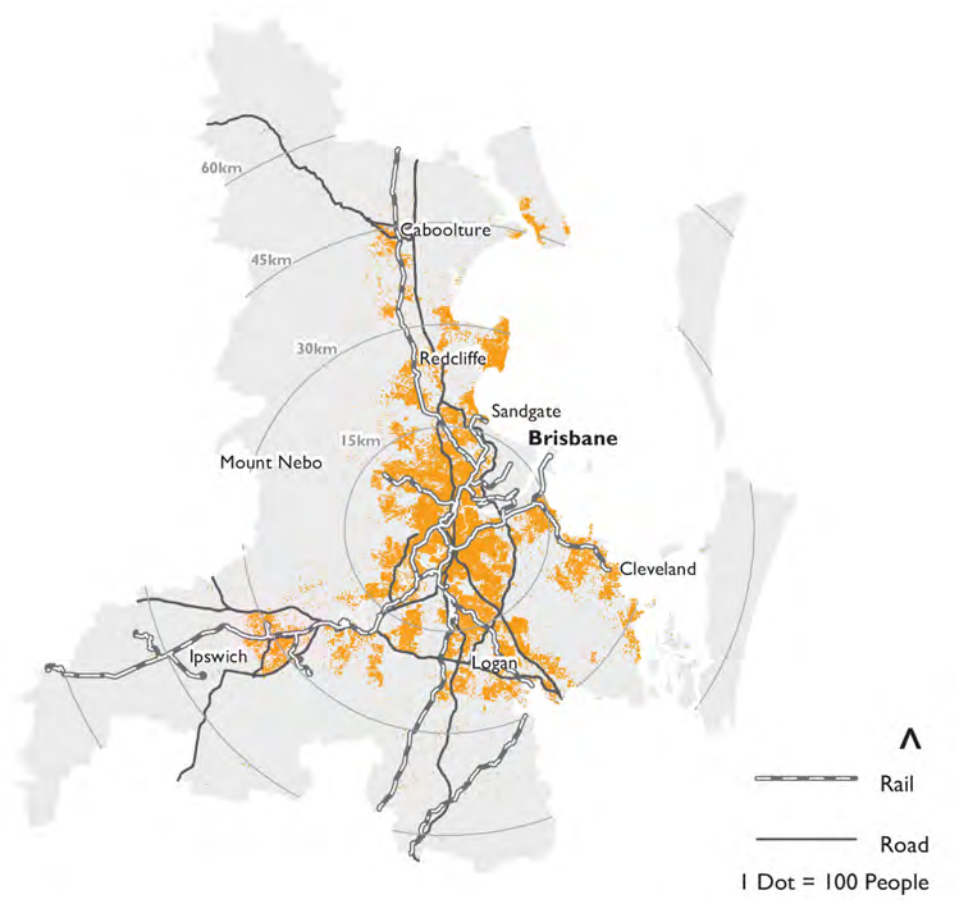 60km
Caboolture
45km
30km
Redcliffe
Sandgate
15km
Brisbane
Mount Nebo
Cleveland
Ipswich
Logan
Rail
Road
1 Dot = 100 People